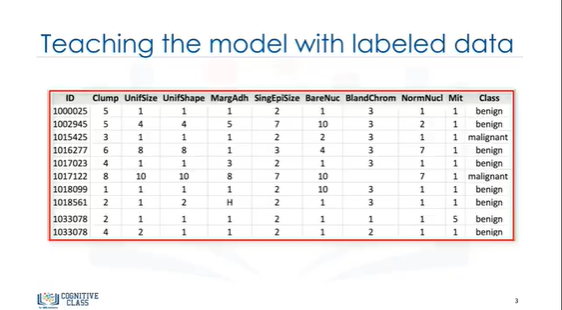 Teaching the model with labeled data
ID Clump UnifSize UnifShape MargAdh SingEpiSize BareNuc BlandChrom NormNucl Mit Class
1000025 5 1 1 1 2 1 3 1 1 benign
1002945 5 4 4 5 7 10 3 2 1 benign
1015425 3 1 1 1 2 2 3 1 1 malignant
1016277 6 8 8 1 3 4 3 7 1 benign
1017023 4 1 1 3 2 1 3 1 1 benign
1017122 8 10 10 8 7 10 7 1 malignant
1018099 1 1 1 1 2 10 3 1 1 benign
1018561 2 1 2 H 2 1 3 1 1 benign
1033078 2 1 1 1 2 1 1 1 5 benign
1033078 4 2 1 1 2 1 2 1 1 benign
COGNITIVE
CLASS
3